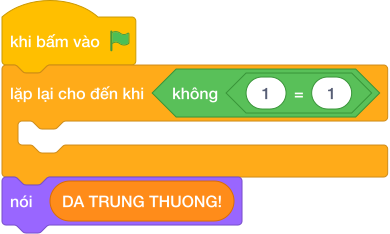 khi bấm vào
lặp lại cho đến khi không 1 = 1
nói DA TRUNG THUONG!